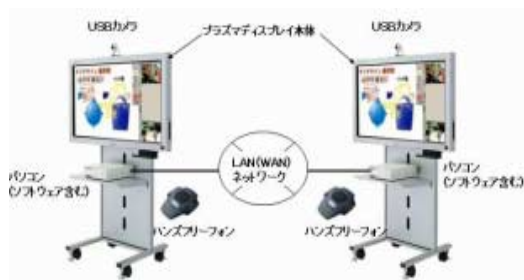 USBカメラ
プラズマディスプレイ本体
USBカメラ
LAN(WAN)
ネットワーク
パソコン
(ソフトウェア含む)
パソコン
(ソフトウェア含む)
ハンズフリーフォン
ハンズフリーフォン